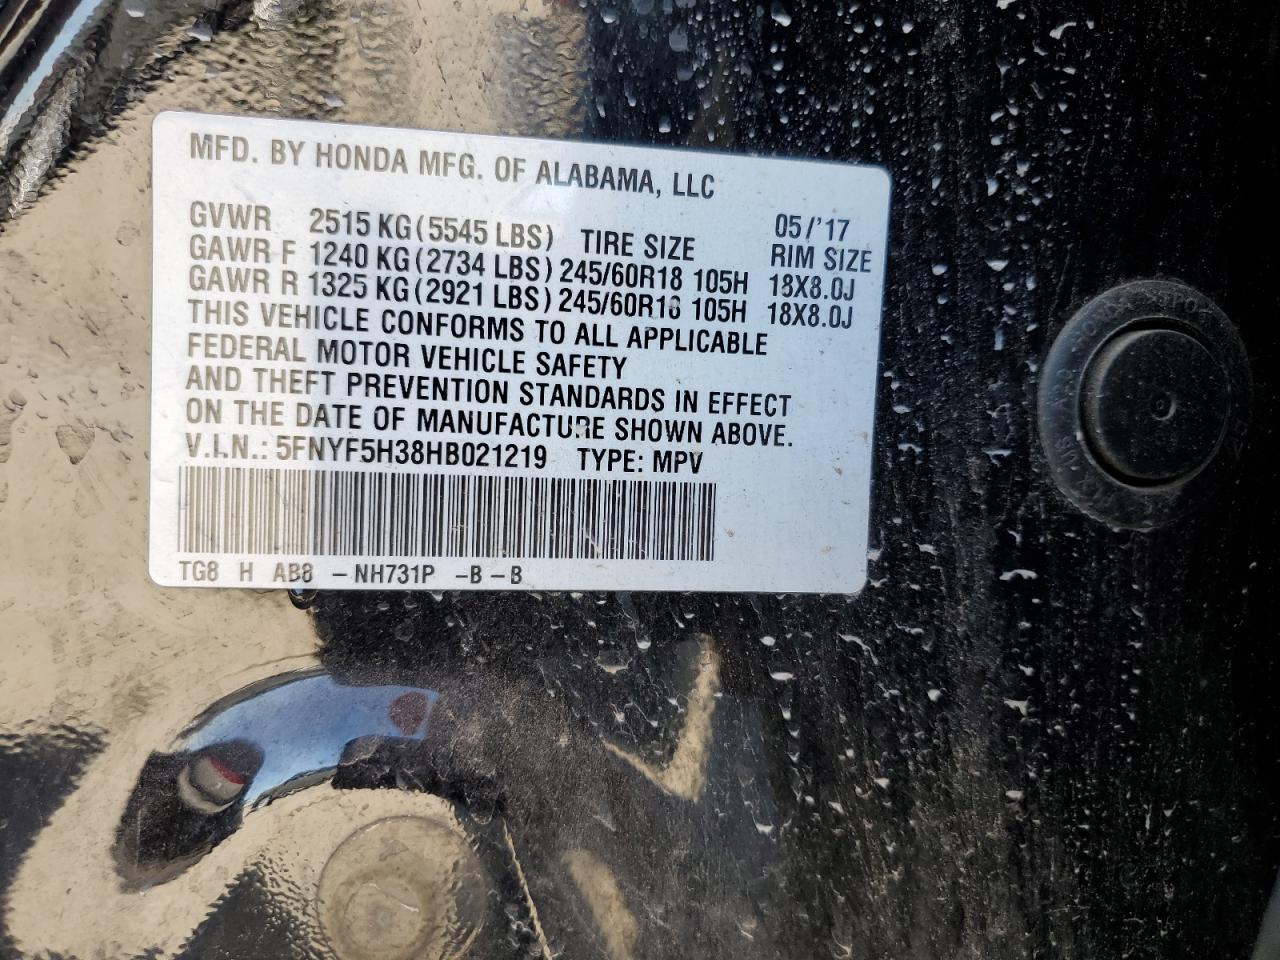 MFD. BY HONDA MFG. OF ALABAMA, LLC
05/'17
GVWR 2515 KG (5545 LBS) TIRE SIZE RIM SIZE
GAWR F 1240 KG (2734 LBS) 245/60R18 105H 18X8.0J
GAWR R 1325 KG (2921 LBS) 245/60R18 105H 18X8.0J
THIS VEHICLE CONFORMS TO ALL APPLICABLE
FEDERAL MOTOR VEHICLE SAFETY
AND THEFT PREVENTION STANDARDS IN EFFECT
ON THE DATE OF MANUFACTURE SHOWN ABOVE.
V.I.N.: 5FNYF5H38HB021219 TYPE: MPV
TG8 H AB8 – NH731P –B –B